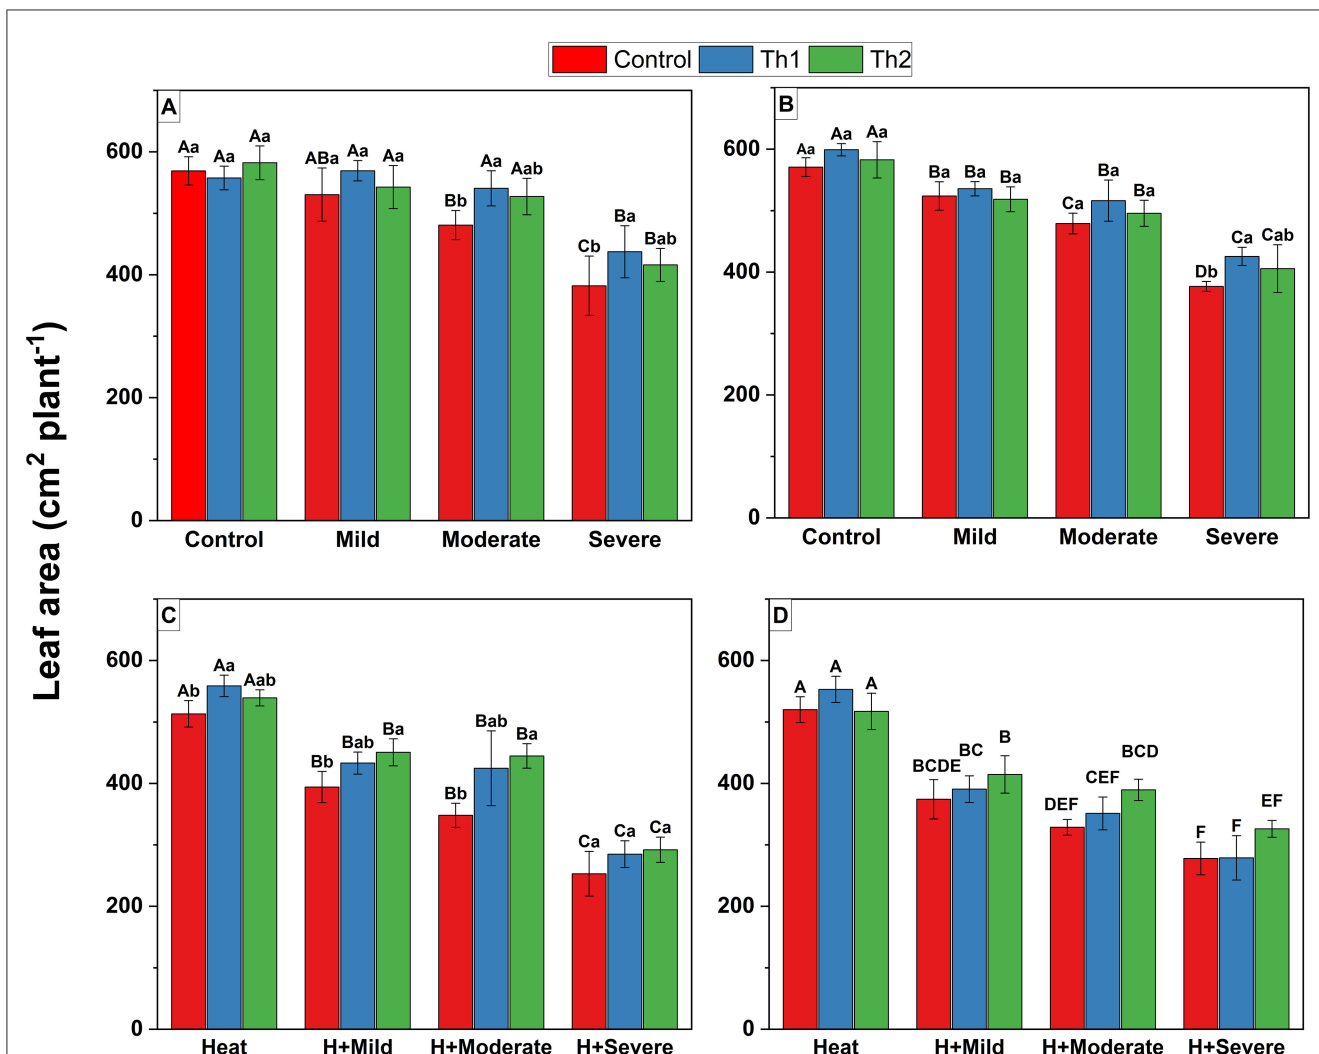 Control Th1 Th2
Leaf area (cm² plant⁻¹)
A
600
400
200
0
Aa Aa Aa
ABa Aa Aa
Bb Aa Aab
Cb Ba Bab
Control Mild Moderate Severe
B
600
400
200
0
Aa Aa Aa
Ba Ba Ba
Ca Ba Ba
Db Ca Cab
Control Mild Moderate Severe
C
600
400
200
0
Ab Aa Aab
Bb Bab Ba
Bb Bab Ba
Ca Ca Ca
Heat H+Mild H+Moderate H+Severe
D
600
400
200
0
A A A
BCDE BC B
DEF CEF BCD
F F EF
Heat H+Mild H+Moderate H+Severe